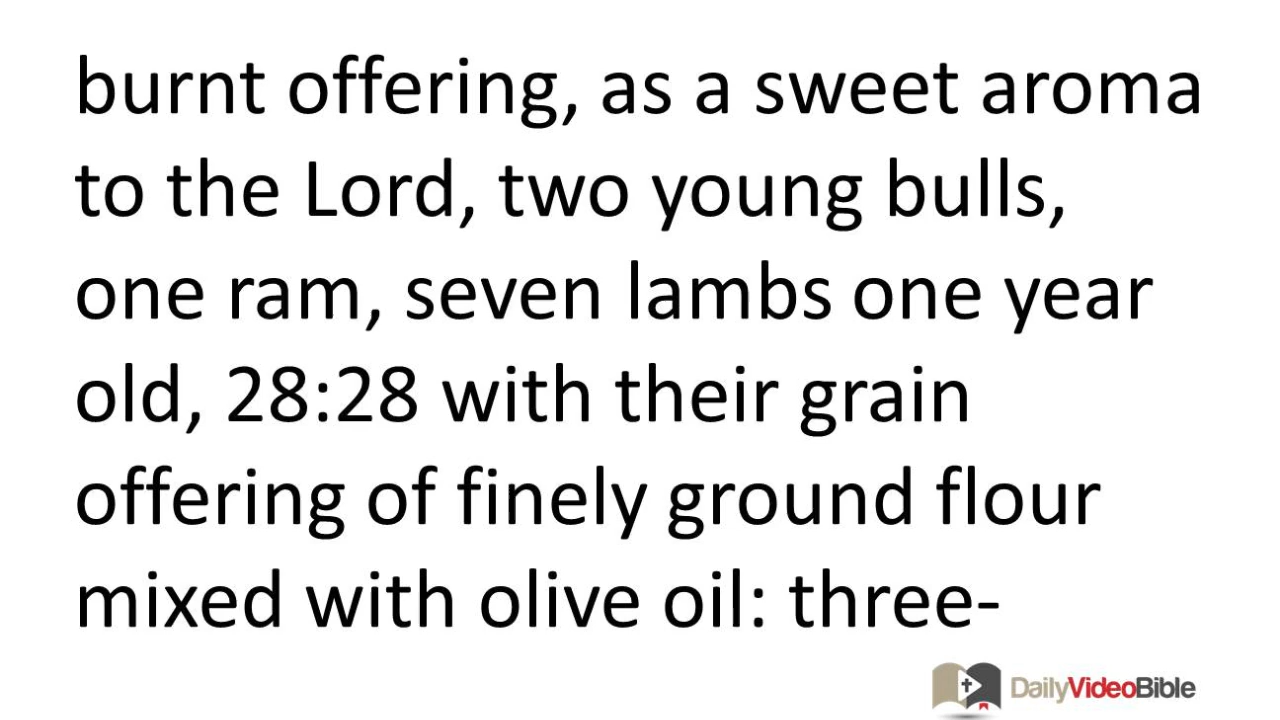 burnt offering, as a sweet aroma
to the Lord, two young bulls,
one ram, seven lambs one year
old, 28:28 with their grain
offering of finely ground flour
mixed with olive oil: three-
DailyVideoBible